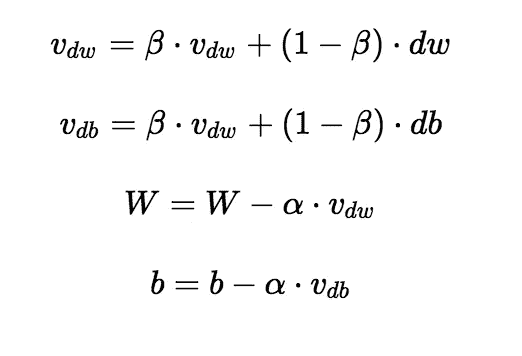 v_{dw} = β · v_{dw} + (1 − β) · dw
v_{db} = β · v_{dw} + (1 − β) · db
W = W − α · v_{dw}
b = b − α · v_{db}